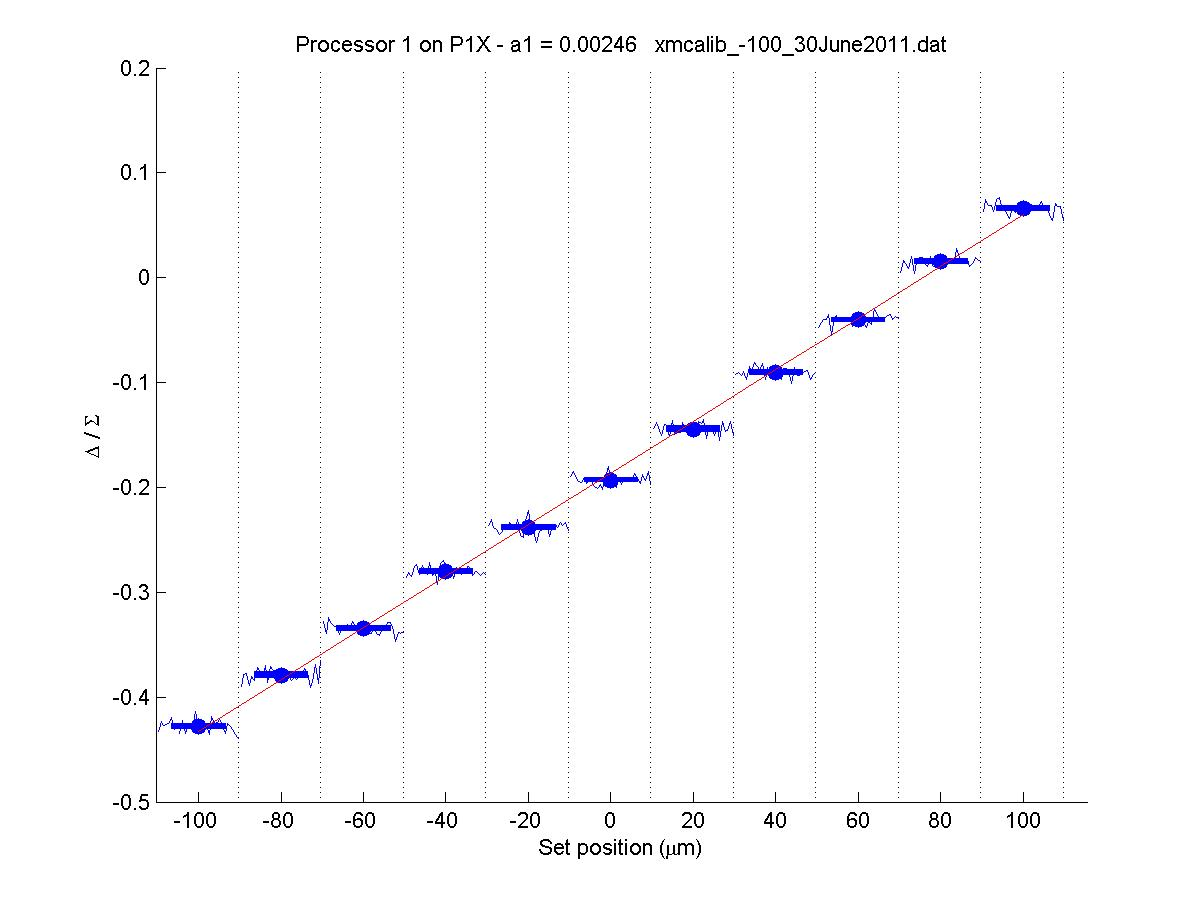 Processor 1 on P1X - a1 = 0.00246   xmcalib_-100_30June2011.dat
0.2
0.1
0
-0.1
-0.2
-0.3
-0.4
-0.5
Δ / Σ
-100 -80 -60 -40 -20 0 20 40 60 80 100
Set position (μm)